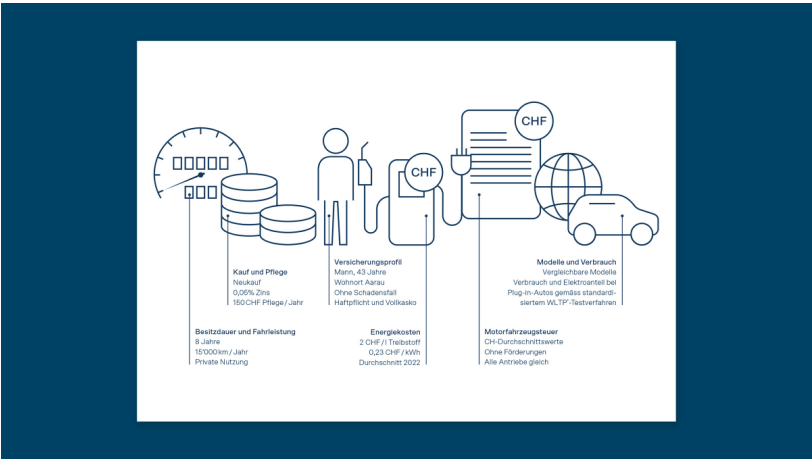 CHF
CHF
Kauf und Pflege
Neukauf
0,05% Zins
150 CHF Pflege / Jahr
Versicherungsprofil
Mann, 43 Jahre
Wohnort Aarau
Ohne Schadensfall
Haftpflicht und Vollkasko
Modelle und Verbrauch
Vergleichbare Modelle
Verbrauch und Elektroanteil bei
Plug-in-Autos gemäss standardi-
siertem WLTP*-Testverfahren
Besitzdauer und Fahrleistung
8 Jahre
15'000 km / Jahr
Private Nutzung
Energiekosten
2 CHF / l Treibstoff
0,23 CHF / kWh
Durchschnitt 2022
Motorfahrzeugsteuer
CH-Durchschnittswerte
Ohne Förderungen
Alle Antriebe gleich